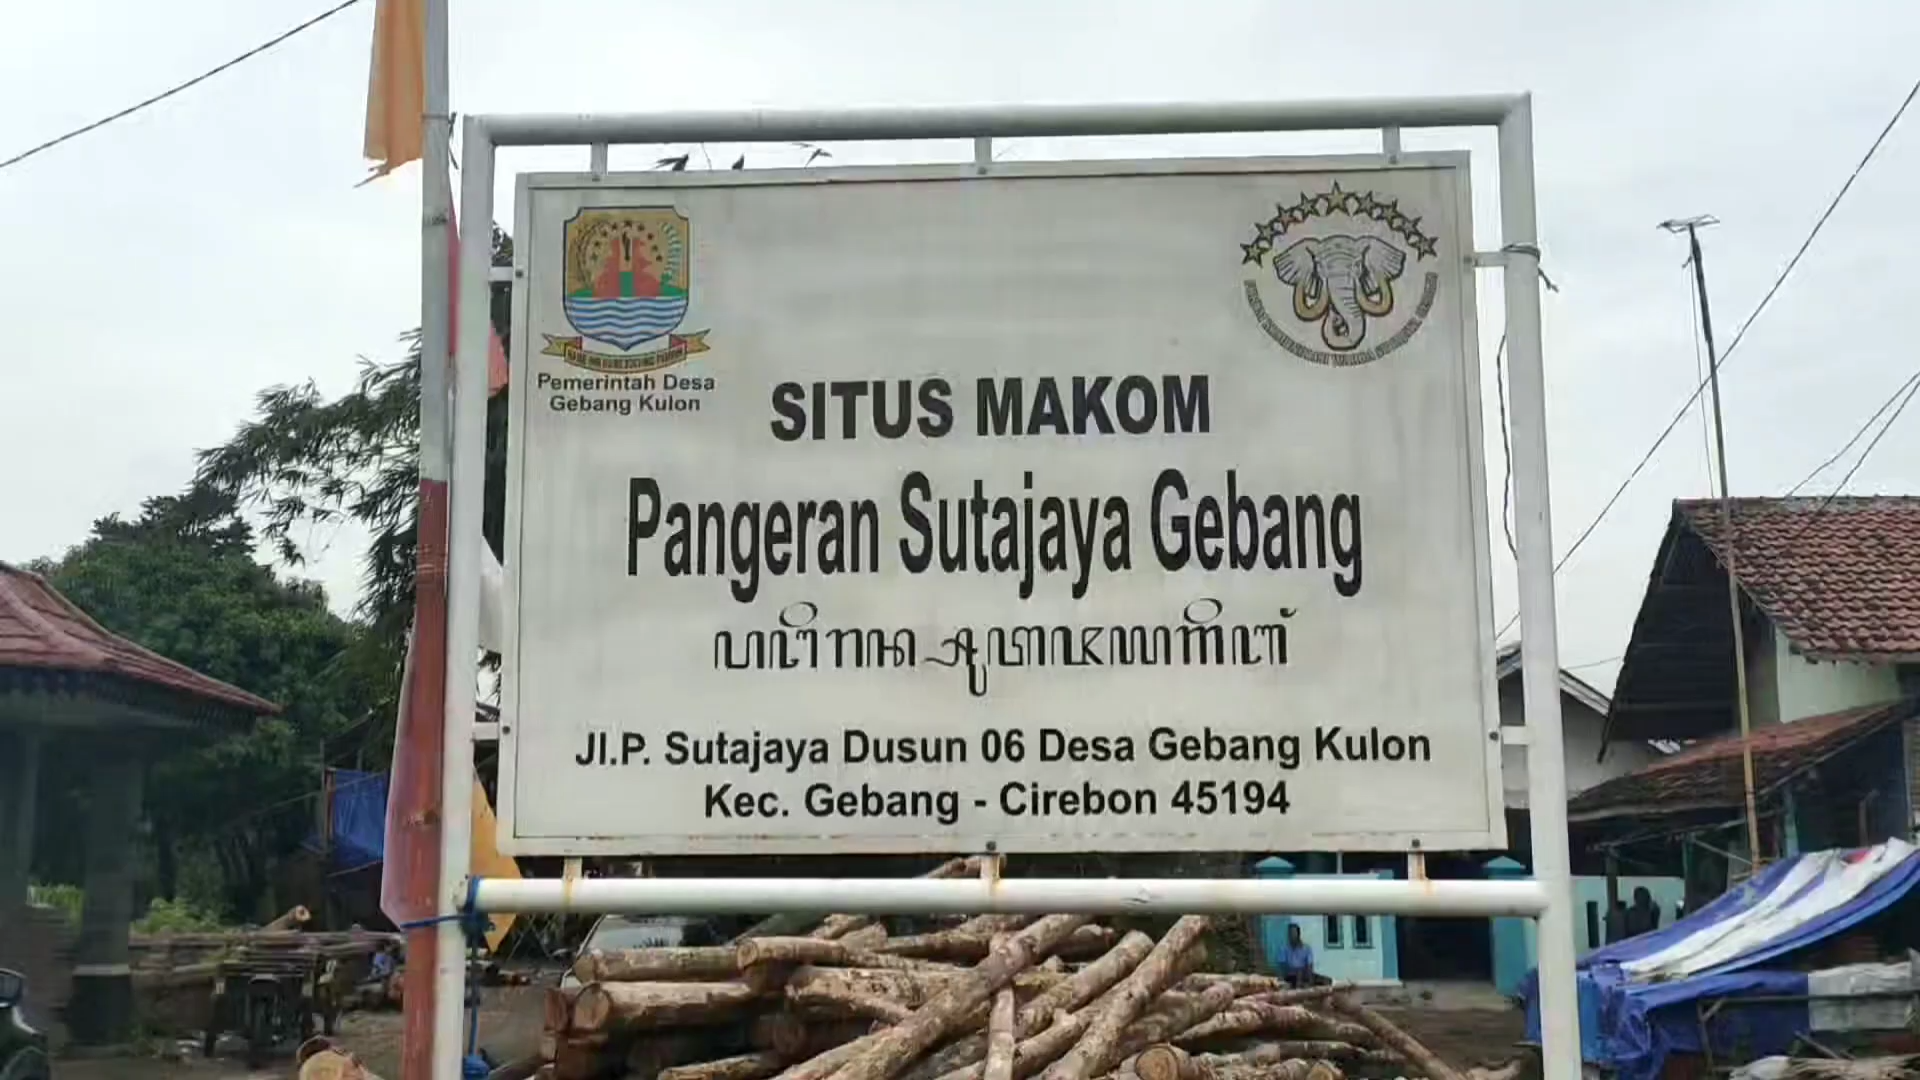 Pemerintah Desa
Gebang Kulon
SITUS MAKOM
Pangeran Sutajaya Gebang
Jl.P. Sutajaya Dusun 06 Desa Gebang Kulon
Kec. Gebang - Cirebon 45194